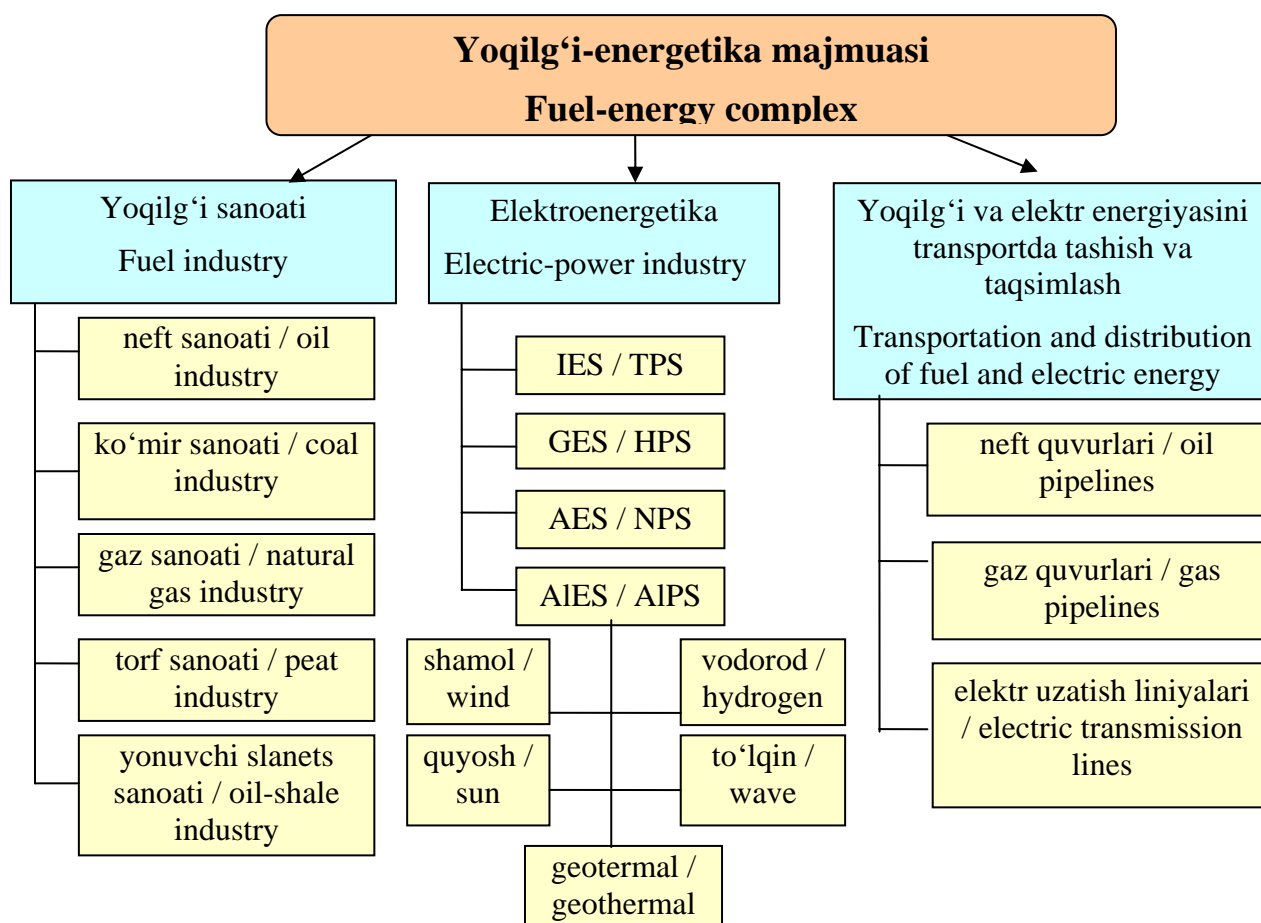 Yoqilg‘i-energetika majmuasi
Fuel-energy complex
Yoqilg‘i sanoati
Fuel industry
neft sanoati / oil
industry
ko‘mir sanoati / coal
industry
gaz sanoati / natural
gas industry
torf sanoati / peat
industry
yonuvchi slanets
sanoati / oil-shale
industry
Elektroenergetika
Electric-power industry
IES / TPS
GES / HPS
AES / NPS
AlES / AlPS
shamol /
wind
vodorod /
hydrogen
quyosh /
sun
to‘lqin /
wave
geotermal /
geothermal
Yoqilg‘i va elektr energiyasini
transportda tashish va
taqsimlash
Transportation and distribution
of fuel and electric energy
neft quvurlari / oil
pipelines
gaz quvurlari / gas
pipelines
elektr uzatish liniyalari
/ electric transmission
lines